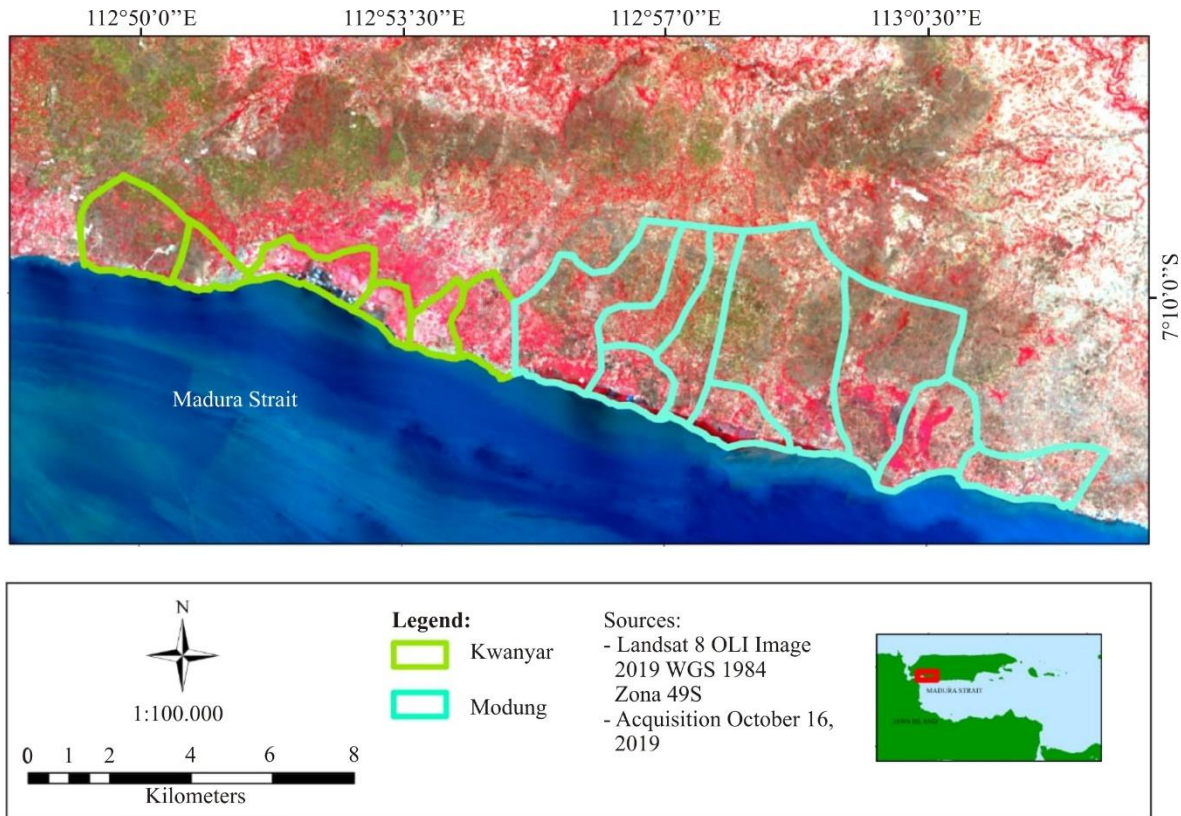 112°50'0''E
112°53'30''E
112°57'0''E
113°0'30''E
7°10'0''S
Madura Strait
N
1:100.000
0 1 2 4 6 8
Kilometers
Legend:
Kwanyar
Modung
Sources:
- Landsat 8 OLI Image
2019 WGS 1984
Zona 49S
- Acquisition October 16,
2019
MADURA STRAIT